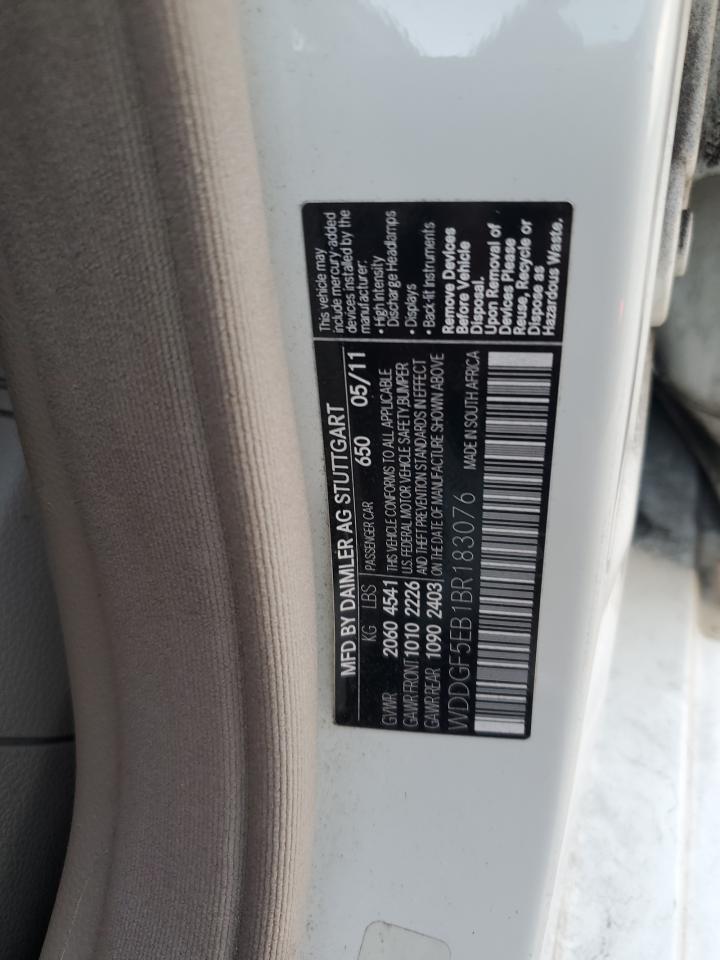 This vehicle may
include mercury-added
devices installed by the
manufacturer:
• High Intensity
Discharge Headlamps
• Displays
• Back-lit Instruments
Remove Devices
Before Vehicle
Disposal.
Upon Removal of
Devices Please
Reuse, Recycle or
Dispose as
Hazardous Waste.
MFD BY DAIMLER AG STUTTGART
KG LBS PASSENGER CAR 650 05/11
GVWR 2060 4541
GAWR FRONT 1010 2226
GAWR REAR 1090 2403
THIS VEHICLE CONFORMS TO ALL APPLICABLE
U.S. FEDERAL MOTOR VEHICLE SAFETY,BUMPER
AND THEFT PREVENTION STANDARDS IN EFFECT
ON THE DATE OF MANUFACTURE SHOWN ABOVE
WDDGF5EB1BR183076 MADE IN SOUTH AFRICA